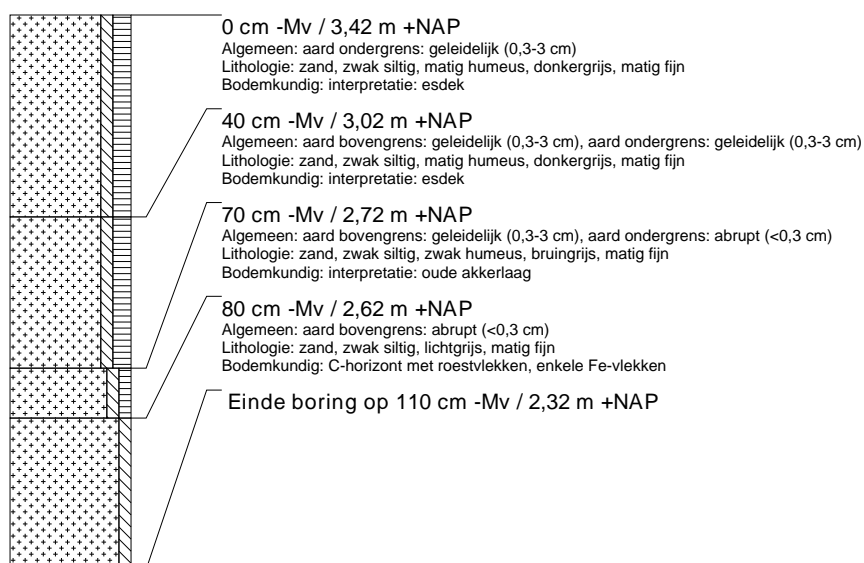 0 cm -Mv / 3,42 m +NAP
Algemeen: aard ondergrens: geleidelijk (0,3-3 cm)
Lithologie: zand, zwak siltig, matig humeus, donkergrijs, matig fijn
Bodemkundig: interpretatie: esdek
40 cm -Mv / 3,02 m +NAP
Algemeen: aard bovengrens: geleidelijk (0,3-3 cm), aard ondergrens: geleidelijk (0,3-3 cm)
Lithologie: zand, zwak siltig, matig humeus, donkergrijs, matig fijn
Bodemkundig: interpretatie: esdek
70 cm -Mv / 2,72 m +NAP
Algemeen: aard bovengrens: geleidelijk (0,3-3 cm), aard ondergrens: abrupt (<0,3 cm)
Lithologie: zand, zwak siltig, zwak humeus, bruingrijs, matig fijn
Bodemkundig: interpretatie: oude akkerlaag
80 cm -Mv / 2,62 m +NAP
Algemeen: aard bovengrens: abrupt (<0,3 cm)
Lithologie: zand, zwak siltig, lichtgrijs, matig fijn
Bodemkundig: C-horizont met roestvlekken, enkele Fe-vlekken
Einde boring op 110 cm -Mv / 2,32 m +NAP